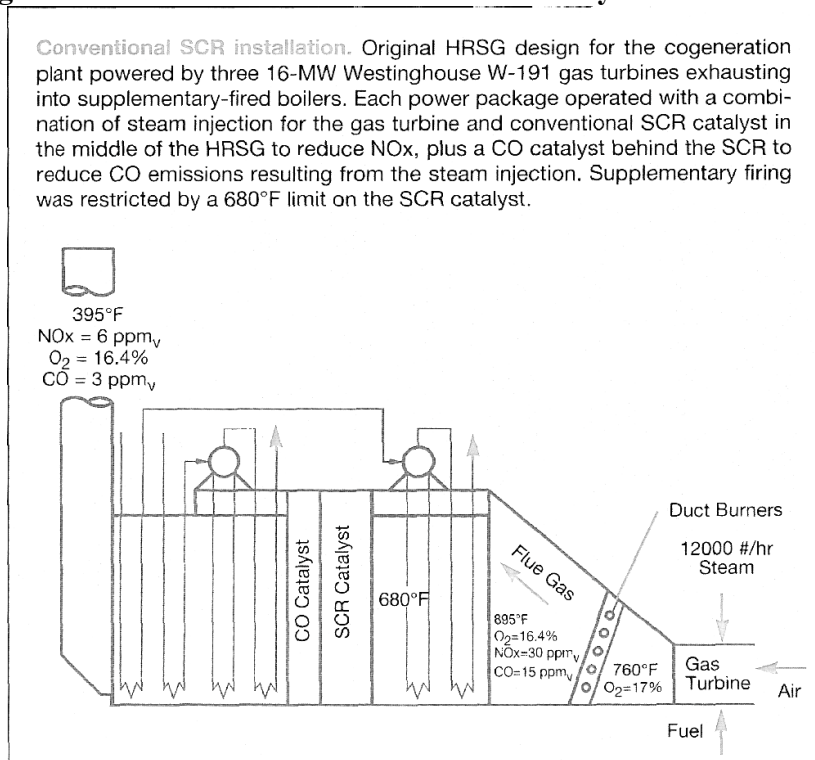 Conventional SCR installation. Original HRSG design for the cogeneration
plant powered by three 16-MW Westinghouse W-191 gas turbines exhausting
into supplementary-fired boilers. Each power package operated with a combi-
nation of steam injection for the gas turbine and conventional SCR catalyst in
the middle of the HRSG to reduce NOx, plus a CO catalyst behind the SCR to
reduce CO emissions resulting from the steam injection. Supplementary firing
was restricted by a 680°F limit on the SCR catalyst.
395°F
NOx = 6 ppmv
O2 = 16.4%
CO = 3 ppmv
CO Catalyst
SCR Catalyst
680°F
Flue Gas
895°F
O2=16.4%
NOx=30 ppmv
CO=15 ppmv
760°F
O2=17%
Duct Burners
12000 #/hr
Steam
Gas
Turbine
Air
Fuel